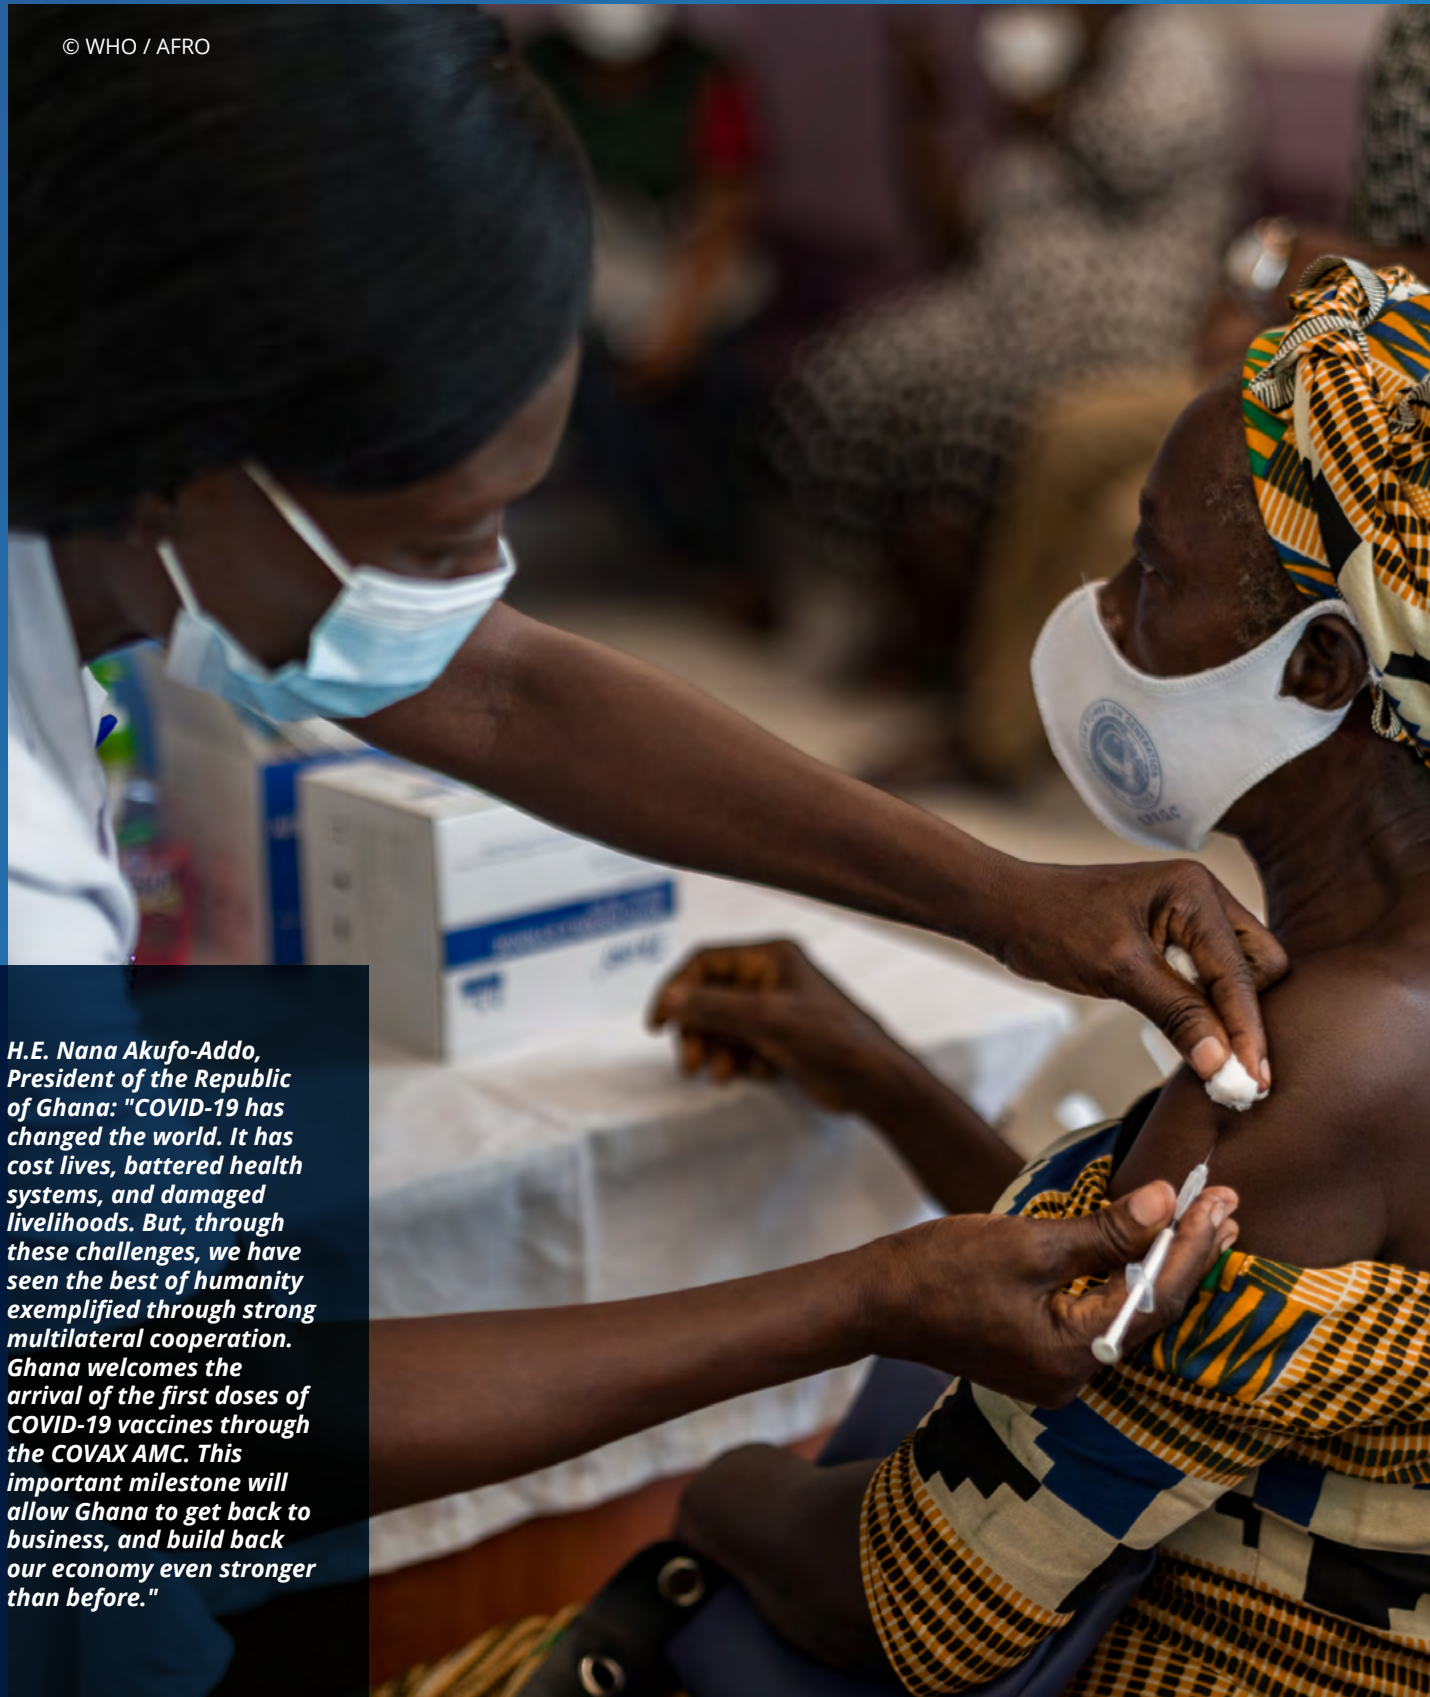 © WHO / AFRO
H.E. Nana Akufo-Addo,
President of the Republic
of Ghana: "COVID-19 has
changed the world. It has
cost lives, battered health
systems, and damaged
livelihoods. But, through
these challenges, we have
seen the best of humanity
exemplified through strong
multilateral cooperation.
Ghana welcomes the
arrival of the first doses of
COVID-19 vaccines through
the COVAX AMC. This
important milestone will
allow Ghana to get back to
business, and build back
our economy even stronger
than before."